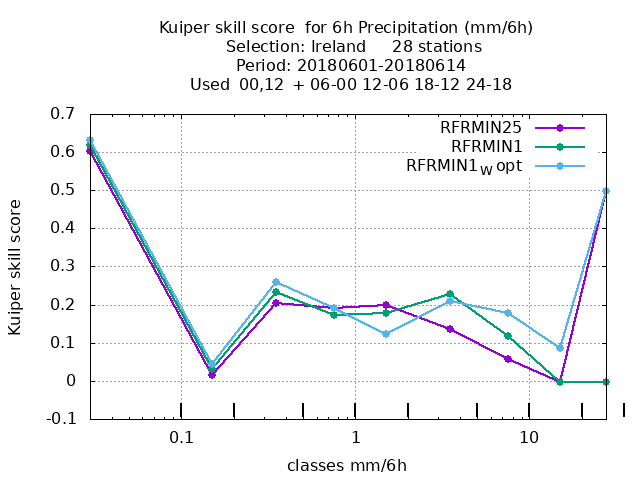 Kuiper skill score  for 6h Precipitation (mm/6h)
Selection: Ireland     28 stations
Period: 20180601-20180614
Used  00,12  + 06-00 12-06 18-12 24-18
RFRMIN25
RFRMIN1
RFRMIN1W opt
Kuiper skill score
0.7
0.6
0.5
0.4
0.3
0.2
0.1
0
-0.1
0.1 1 10
classes mm/6h